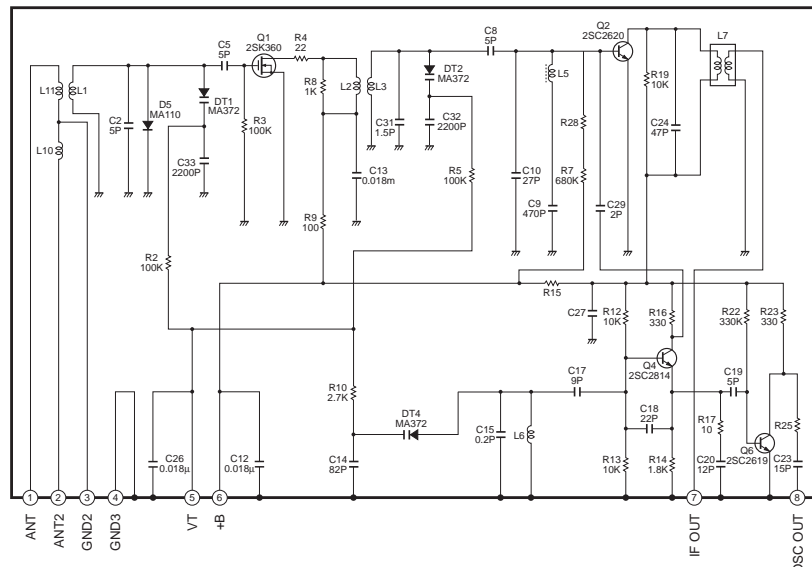 Q1
2SK360
R4
22
C8
5P
Q2
2SC2620
L7
C5
5P
L11
L1
C2
5P
D5
MA110
DT1
MA372
R3
100K
R8
1K
L2
L3
DT2
MA372
C31
1.5P
C32
2200P
L5
R19
10K
C24
47P
L10
C33
2200P
C13
0.018m
R5
100K
R28
R7
680K
C10
27P
C9
470P
C29
2P
R2
100K
R9
100
R15
C27
R12
10K
R16
330
R22
330K
R23
330
Q4
2SC2814
R10
2.7K
DT4
MA372
C17
9P
C19
5P
C15
0.2P
L6
C18
22P
R17
10
R25
Q6
2SC2619
C26
0.018μ
C12
0.018μ
C14
82P
R13
10K
R14
1.8K
C20
12P
C23
15P
1
2
3
4
5
6
7
8
ANT
ANT2
GND2
GND3
VT
+B
IF OUT
OSC OUT